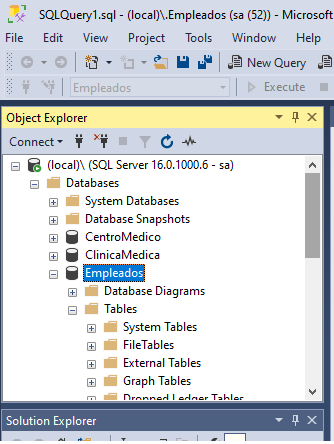 SQLQuery1.sql - (local)\.Empleados (sa (52)) - Microsoft
File Edit View Project Tools Window
New Query
Empleados Execute
Object Explorer
Connect
(local)\ (SQL Server 16.0.1000.6 - sa)
Databases
System Databases
Database Snapshots
CentroMedico
ClinicaMedica
Empleados
Database Diagrams
Tables
System Tables
FileTables
External Tables
Graph Tables
Dropped Ledger Tables
Solution Explorer